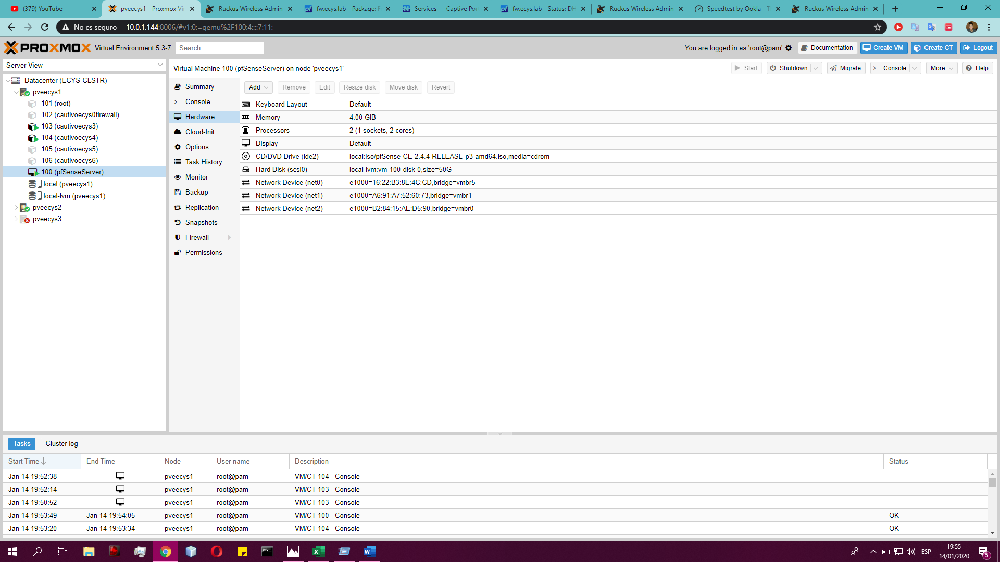 (379) YouTube
pveecys1 - Proxmox Vir
Ruckus Wireless Admin
fw.ecys.lab - Package: F
Services — Captive Port
fw.ecys.lab - Status: DH
Ruckus Wireless Admin
Speedtest by Ookla - Th
Ruckus Wireless Admin
No es seguro
10.0.1.144:8006/#v1:0:=qemu%2F100:4::::7:11:
PROXMOX Virtual Environment 5.3-7
Search
You are logged in as 'root@pam'
Documentation
Create VM
Create CT
Logout
Server View
Virtual Machine 100 (pfSenseServer) on node 'pveecys1'
Start
Shutdown
Migrate
Console
More
Help
Datacenter (ECYS-CLSTR)
pveecys1
101 (root)
102 (cautivoecys0firewall)
103 (cautivoecys3)
104 (cautivoecys4)
105 (cautivoecys5)
106 (cautivoecys6)
100 (pfSenseServer)
local (pveecys1)
local-lvm (pveecys1)
pveecys2
pveecys3
Summary
Console
Hardware
Cloud-Init
Options
Task History
Monitor
Backup
Replication
Snapshots
Firewall
Permissions
Add
Remove
Edit
Resize disk
Move disk
Revert
Keyboard Layout Default
Memory 4.00 GiB
Processors 2 (1 sockets, 2 cores)
Display Default
CD/DVD Drive (ide2) local:iso/pfSense-CE-2.4.4-RELEASE-p3-amd64.iso,media=cdrom
Hard Disk (scsi0) local-lvm:vm-100-disk-0,size=50G
Network Device (net0) e1000=16:22:B3:8E:4C:CD,bridge=vmbr5
Network Device (net1) e1000=A6:91:A7:52:60:73,bridge=vmbr1
Network Device (net2) e1000=B2:84:15:AE:D5:90,bridge=vmbr0
Tasks
Cluster log
Start Time End Time Node User name Description Status
Jan 14 19:52:38 pveecys1 root@pam VM/CT 104 - Console
Jan 14 19:52:14 pveecys1 root@pam VM/CT 103 - Console
Jan 14 19:50:52 pveecys1 root@pam VM/CT 103 - Console
Jan 14 19:53:49 Jan 14 19:54:05 pveecys1 root@pam VM/CT 100 - Console OK
Jan 14 19:53:20 Jan 14 19:53:34 pveecys1 root@pam VM/CT 104 - Console OK
ESP
19:55
14/01/2020
5